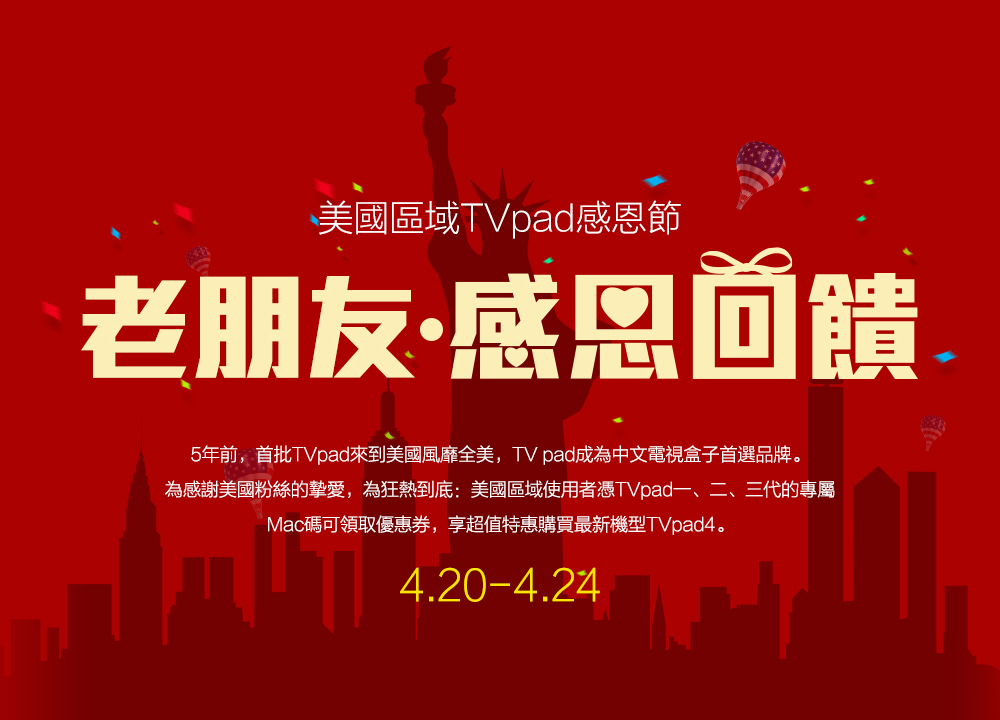 美國區域TVpad感恩節
老朋友·感恩回饋
5年前，首批TVpad來到美國風靡全美，TV pad成為中文電視盒子首選品牌。
為感謝美國粉絲的摯愛，為狂熱到底：美國區域使用者憑TVpad一、二、三代的專屬
Mac碼可領取優惠券，享超值特惠購買最新機型TVpad4。
4.20-4.24